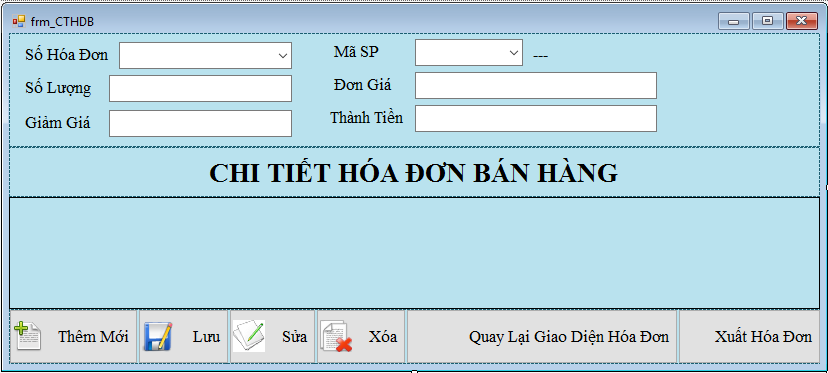 frm_CTHDB
Số Hóa Đơn
Mã SP
---
Số Lượng
Đơn Giá
Giảm Giá
Thành Tiền
CHI TIẾT HÓA ĐƠN BÁN HÀNG
Thêm Mới
Lưu
Sửa
Xóa
Quay Lại Giao Diện Hóa Đơn
Xuất Hóa Đơn